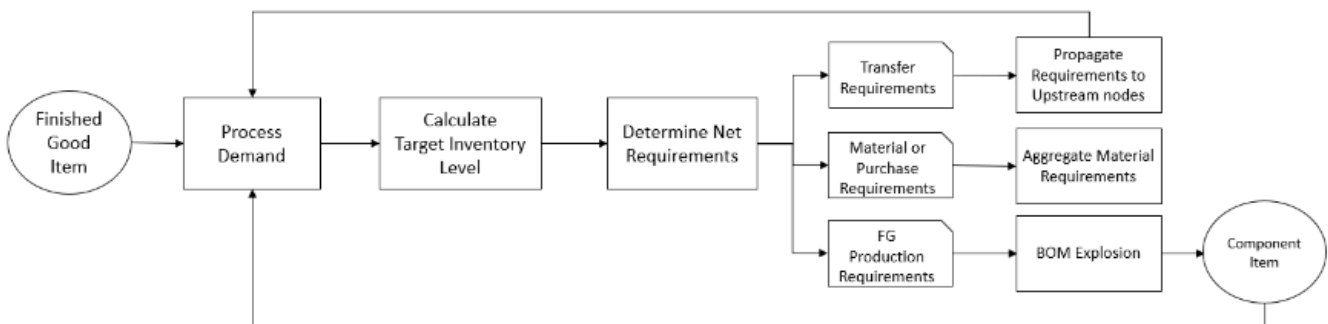 Finished
Good
Item
Process
Demand
Calculate
Target Inventory
Level
Determine Net
Requirements
Transfer
Requirements
Propagate
Requirements to
Upstream nodes
Material or
Purchase
Requirements
Aggregate Material
Requirements
FG
Production
Requirements
BOM Explosion
Component
Item